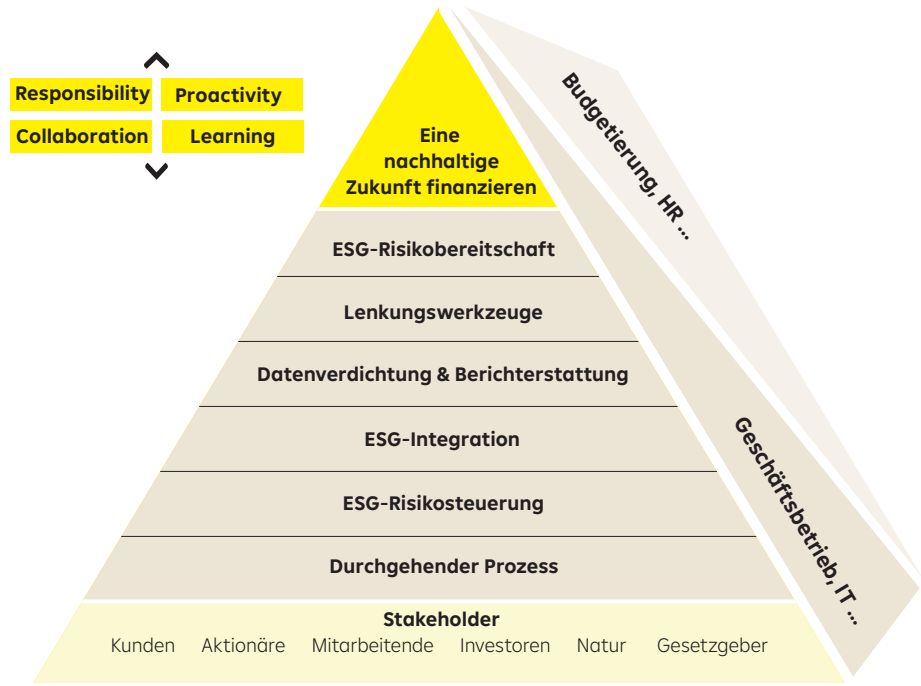 Responsibility Proactivity
Collaboration Learning
Eine
nachhaltige
Zukunft finanzieren
ESG-Risikobereitschaft
Lenkungswerkzeuge
Datenverdichtung & Berichterstattung
ESG-Integration
ESG-Risikosteuerung
Durchgehender Prozess
Stakeholder
Kunden Aktionäre Mitarbeitende Investoren Natur Gesetzgeber
Budgetierung, HR ...
Geschäftsbetrieb, IT ...